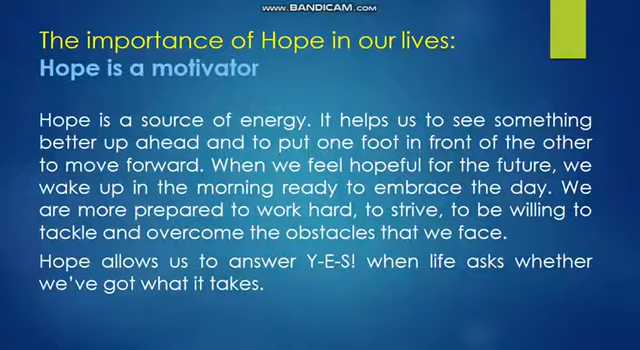 www.BANDICAM.com
The importance of Hope in our lives:
Hope is a motivator
Hope is a source of energy. It helps us to see something
better up ahead and to put one foot in front of the other
to move forward. When we feel hopeful for the future, we
wake up in the morning ready to embrace the day. We
are more prepared to work hard, to strive, to be willing to
tackle and overcome the obstacles that we face.
Hope allows us to answer Y-E-S! when life asks whether
we've got what it takes.